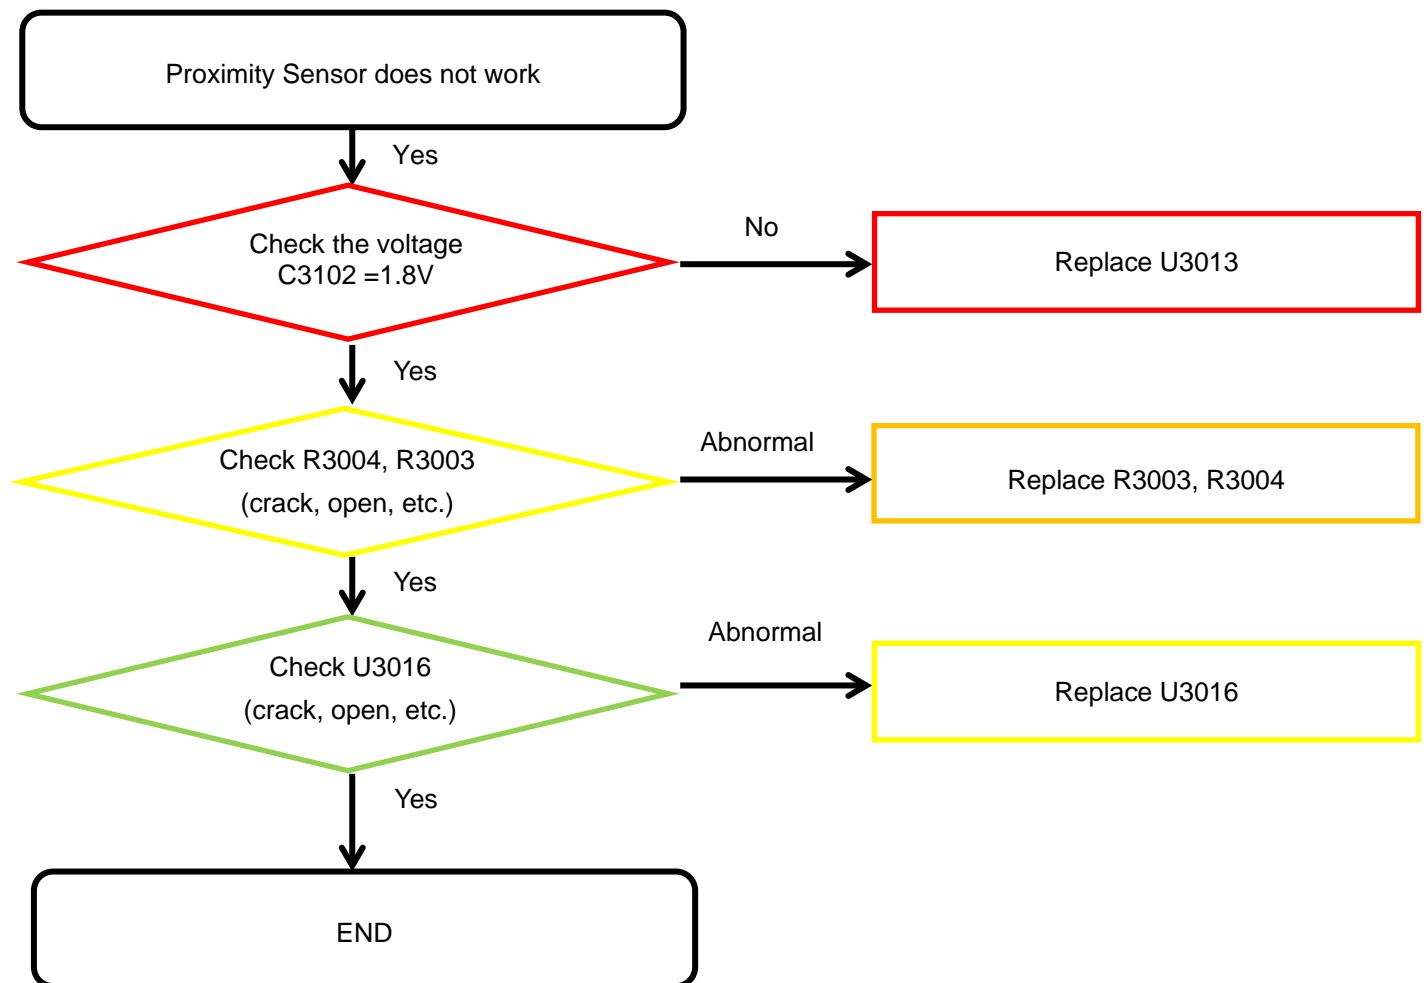 Proximity Sensor does not work
Yes
Check the voltage
C3102 =1.8V
No
Replace U3013
Yes
Check R3004, R3003
(crack, open, etc.)
Abnormal
Replace R3003, R3004
Yes
Check U3016
(crack, open, etc.)
Abnormal
Replace U3016
Yes
END